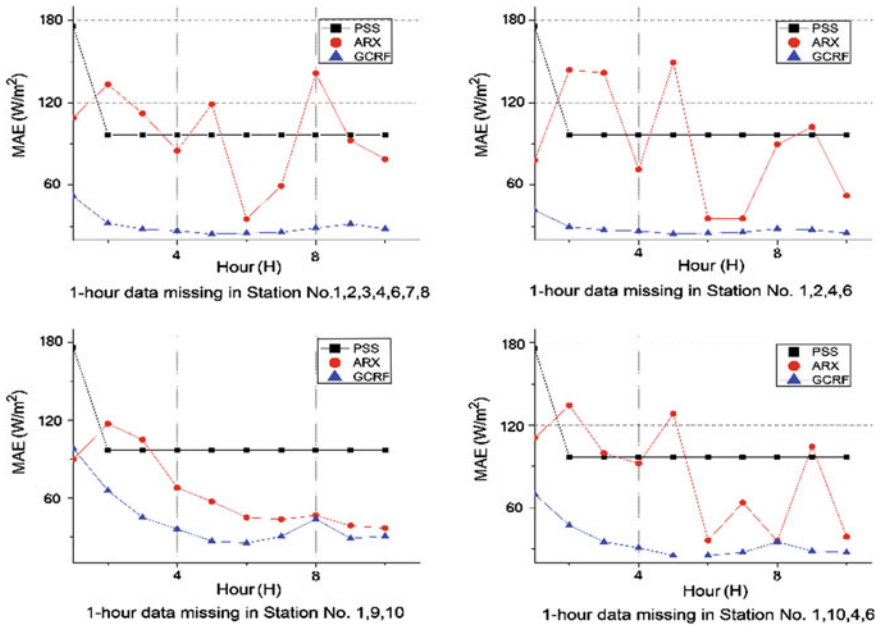 180
120
60
MAE (W/m²)
PSS
ARX
GCRF
4
8
Hour (H)
1-hour data missing in Station No.1,2,3,4,6,7,8
180
120
60
MAE (W/m²)
PSS
ARX
GCRF
4
8
Hour (H)
1-hour data missing in Station No. 1,2,4,6
180
120
60
MAE (W/m²)
PSS
ARX
GCRF
4
8
Hour (H)
1-hour data missing in Station No. 1,9,10
180
120
60
MAE (W/m²)
PSS
ARX
GCRF
4
8
Hour (H)
1-hour data missing in Station No. 1,10,4,6